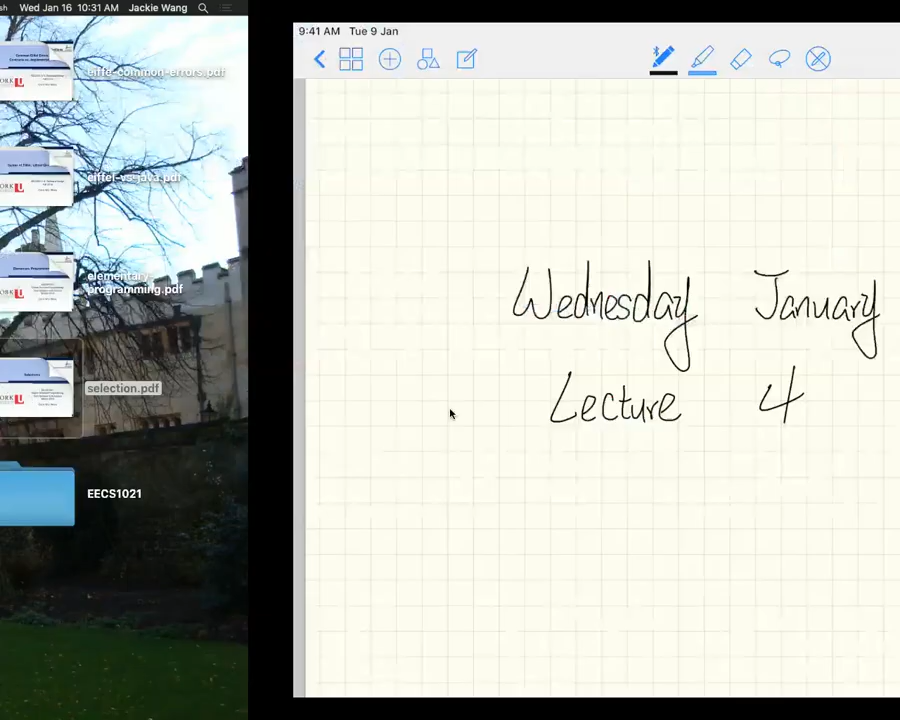 Wed Jan 16 10:31 AM Jackie Wang
eiffel-common-errors.pdf
eiffel-vs-java.pdf
elementary-
programming.pdf
selection.pdf
EECS1021
9:41 AM Tue 9 Jan
Wednesday January
Lecture 4